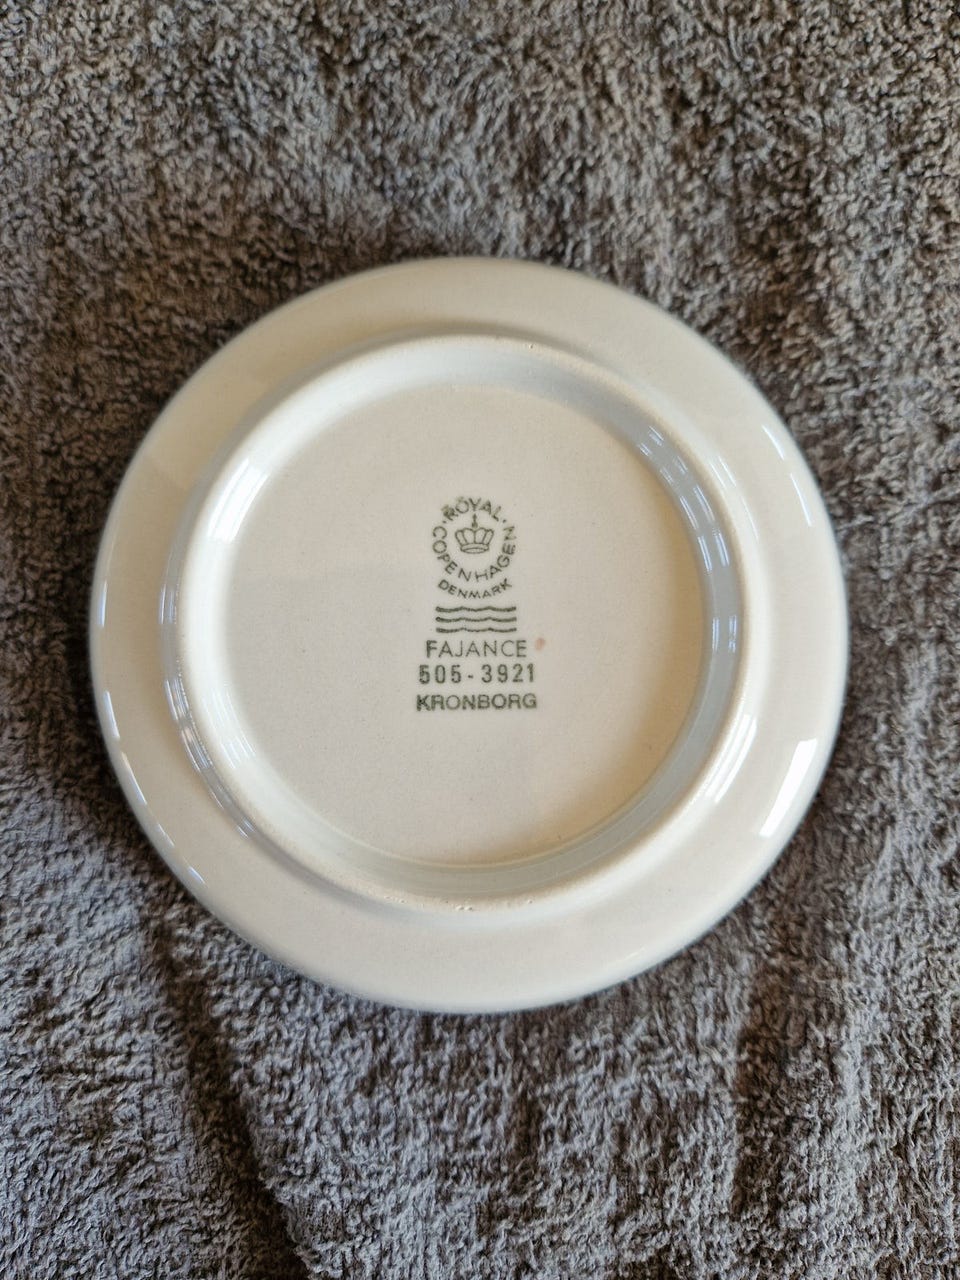 ROYAL
COPENHAGEN
DENMARK
FAJANCE
505-3921
KRONBORG